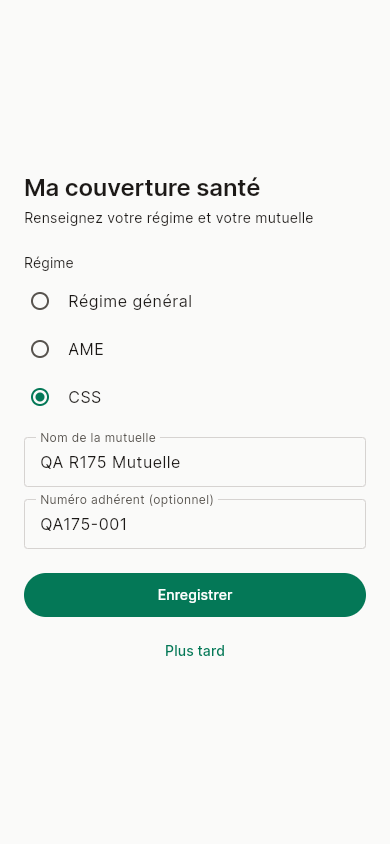 Ma couverture santé
Renseignez votre régime et votre mutuelle
Régime
Régime général
AME
CSS
Nom de la mutuelle
QA R175 Mutuelle
Numéro adhérent (optionnel)
QA175-001
Enregistrer
Plus tard